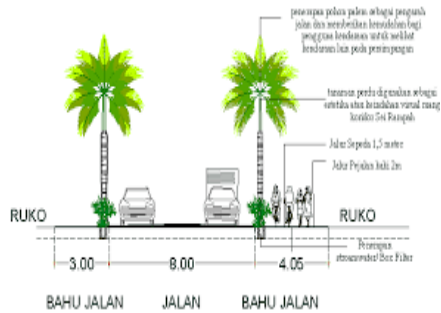 penerapan pohon palem sebagai pengarah
jalan dan memberikan kemudahan bagi
pengguna kendaraan untuk melihat
kendaraan lain pada persimpangan
tanaman perdu digunakan sebagai
estetika atau keindahan visual ruang
koridor Sei Rampah
Jalur Sepeda 1,5 meter
Jalur Pejalan kaki 2m
RUKO
RUKO
Penerapan
stromwater/Box Filter
3.00
8.00
4.05
BAHU JALAN
JALAN
BAHU JALAN